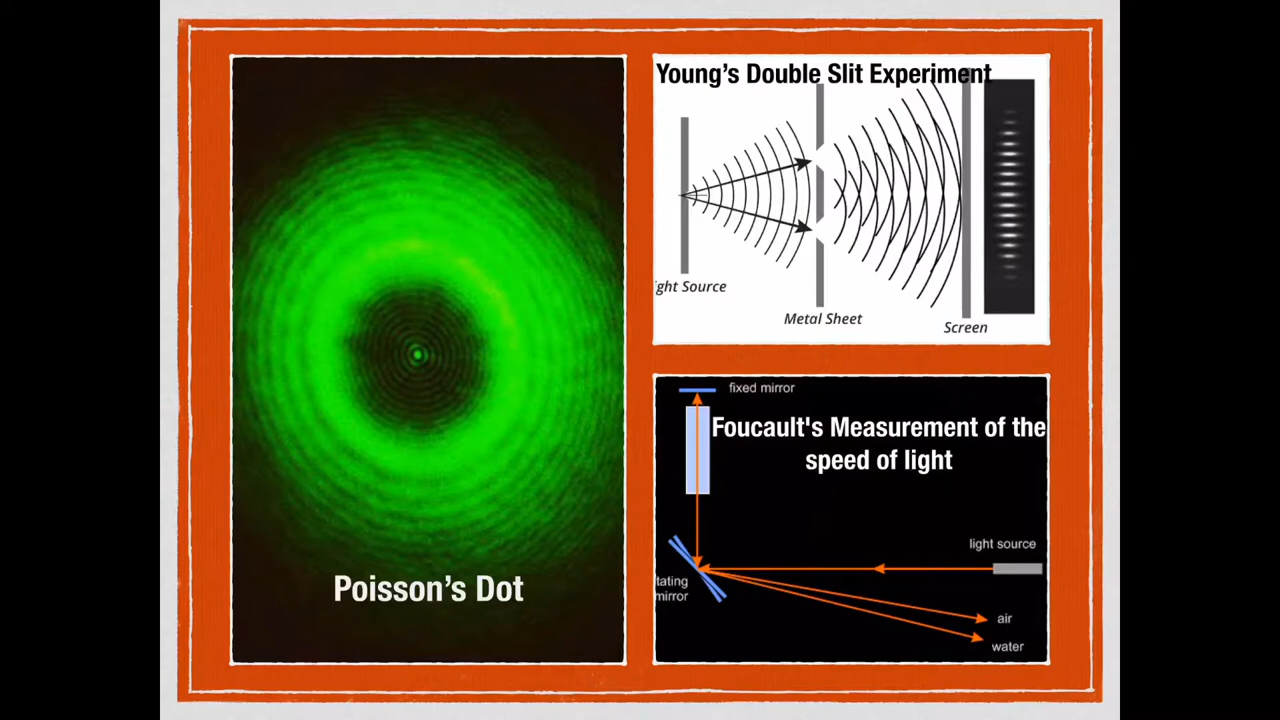 Poisson's Dot
Young's Double Slit Experiment
ght Source
Metal Sheet
Screen
fixed mirror
Foucault's Measurement of the
speed of light
light source
tating
mirror
air
water